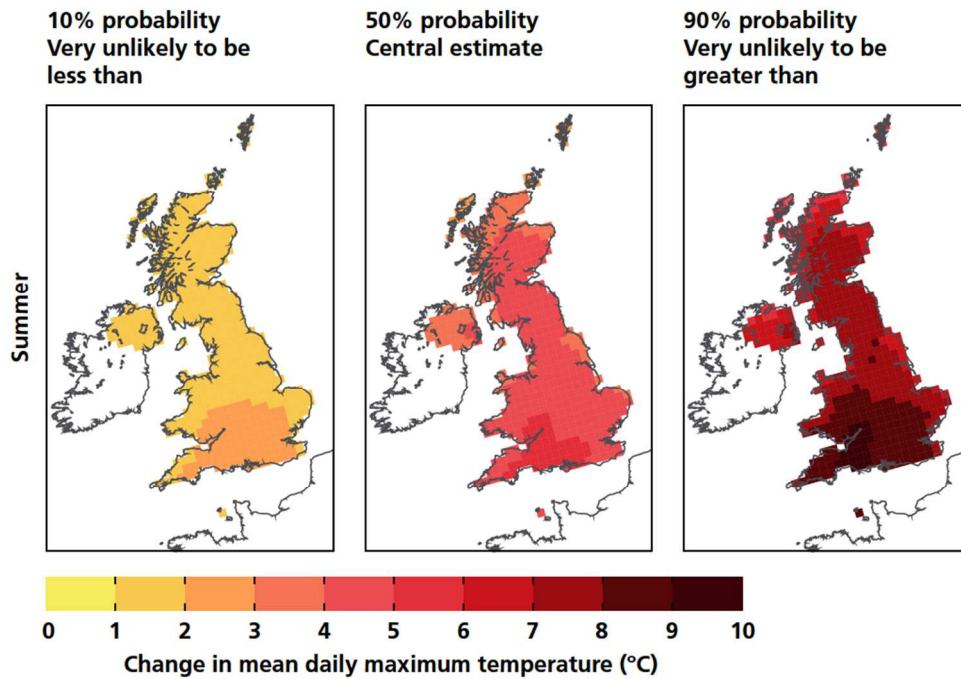 10% probability
Very unlikely to be
less than
50% probability
Central estimate
90% probability
Very unlikely to be
greater than
Summer
0 1 2 3 4 5 6 7 8 9 10
Change in mean daily maximum temperature (°C)